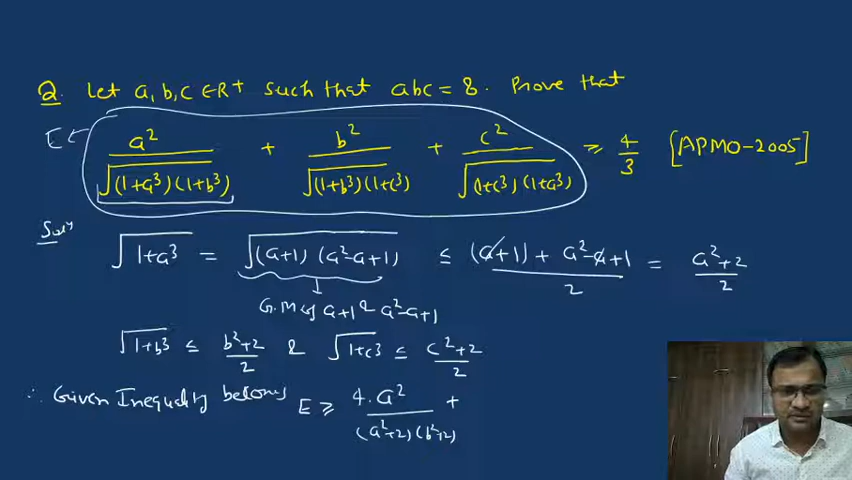 Q. Let a, b, c ∈ R+ such that abc = 8. Prove that
E ← a²/√((1+a³)(1+b³)) + b²/√((1+b³)(1+c³)) + c²/√((1+c³)(1+a³)) ≥ 4/3 [APMO-2005]
Solⁿ √(1+a³) = √((a+1)(a²-a+1)) ≤ ((a+1) + a²-a+1)/2 = (a²+2)/2
G.M of a+1 & a²-a+1
√(1+b³) ≤ (b²+2)/2 & √(1+c³) ≤ (c²+2)/2
∴ Given Inequality becomes E ≥ 4.a²/((a²+2)(b²+2)) +